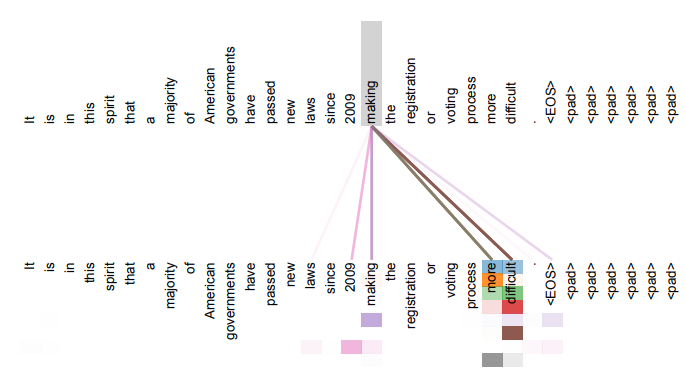 It is in this spirit that a majority of American governments have passed new laws since 2009 making the registration or voting process more difficult . <EOS> <pad> <pad> <pad> <pad> <pad> <pad>
It is in this spirit that a majority of American governments have passed new laws since 2009 making the registration or voting process more difficult . <EOS> <pad> <pad> <pad> <pad> <pad> <pad>